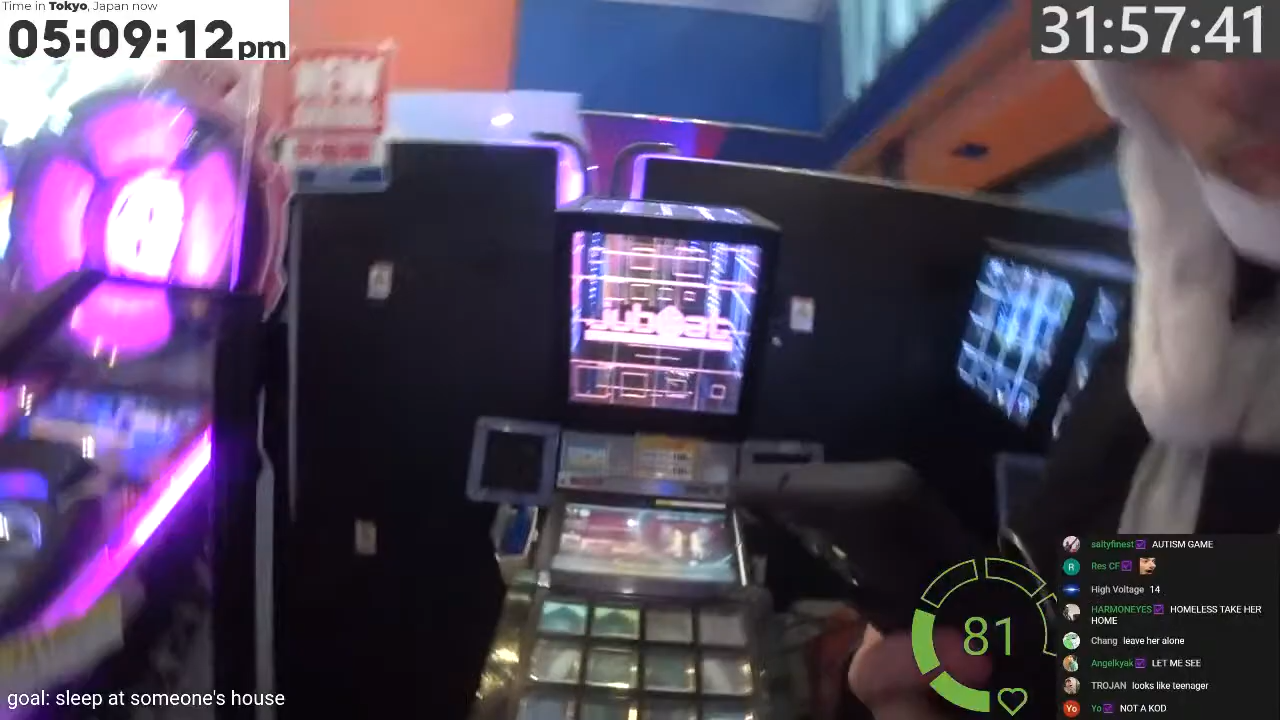 Time in Tokyo, Japan now
05:09:12pm
31:57:41
NEW
jubeat
saltyfinest AUTISM GAME
Res CF
High Voltage 14
HARMONEYES HOMELESS TAKE HER
HOME
Chang leave her alone
Angelkyak LET ME SEE
TROJAN looks like teenager
Yo Yo NOT A KOD
81
goal: sleep at someone's house